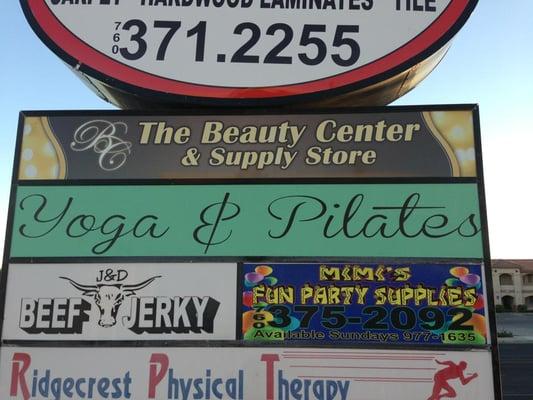 CARPET HARDWOOD LAMINATES TILE
760 371.2255
BC The Beauty Center
& Supply Store
Yoga & Pilates
J&D
BEEF JERKY
MIMI'S
FUN PARTY SUPPLIES
760 375-2092
Available Sundays 977-1635
Ridgecrest Physical Therapy